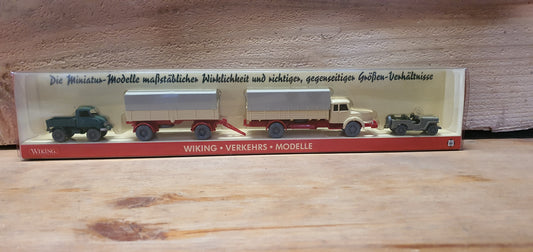 Die Miniatur-Modelle maßstäblicher Wirklichkeit und richtiger, gegenseitiger Größen-Verhältnisse
WIKING
WIKING • VERKEHRS • MODELLE